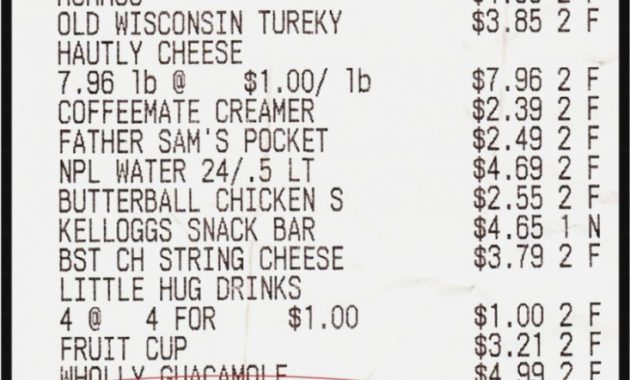 OLD WISCONSIN TUREKY $3.85 2 F
HAUTLY CHEESE
7.96 lb @ $1.00/ lb $7.96 2 F
COFFEEMATE CREAMER $2.39 2 F
FATHER SAM'S POCKET $2.49 2 F
NPL WATER 24/.5 LT $4.69 2 F
BUTTERBALL CHICKEN S $2.55 2 F
KELLOGGS SNACK BAR $4.65 1 N
BST CH STRING CHEESE $3.79 2 F
LITTLE HUG DRINKS
4 @ 4 FOR $1.00 $1.00 2 F
FRUIT CUP $3.21 2 F
WHOLLY GUACAMOLE $4.99 2 F